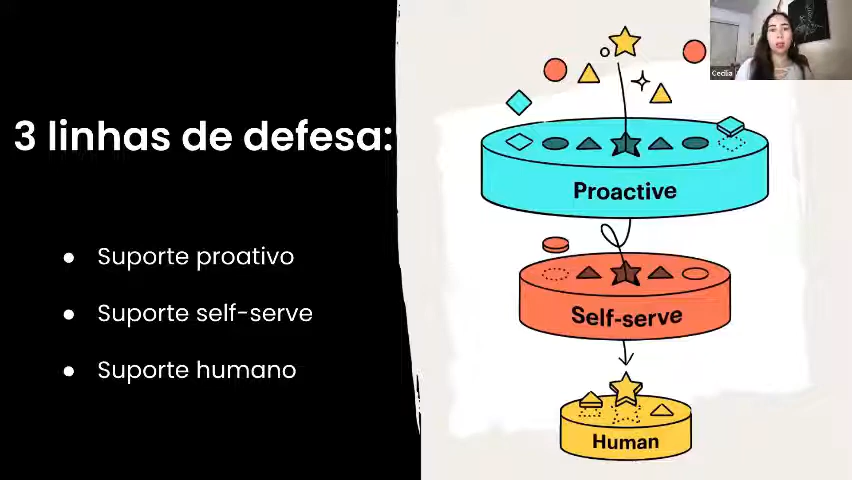 3 linhas de defesa:
● Suporte proativo
● Suporte self-serve
● Suporte humano
Cecilia
Proactive
Self-serve
Human